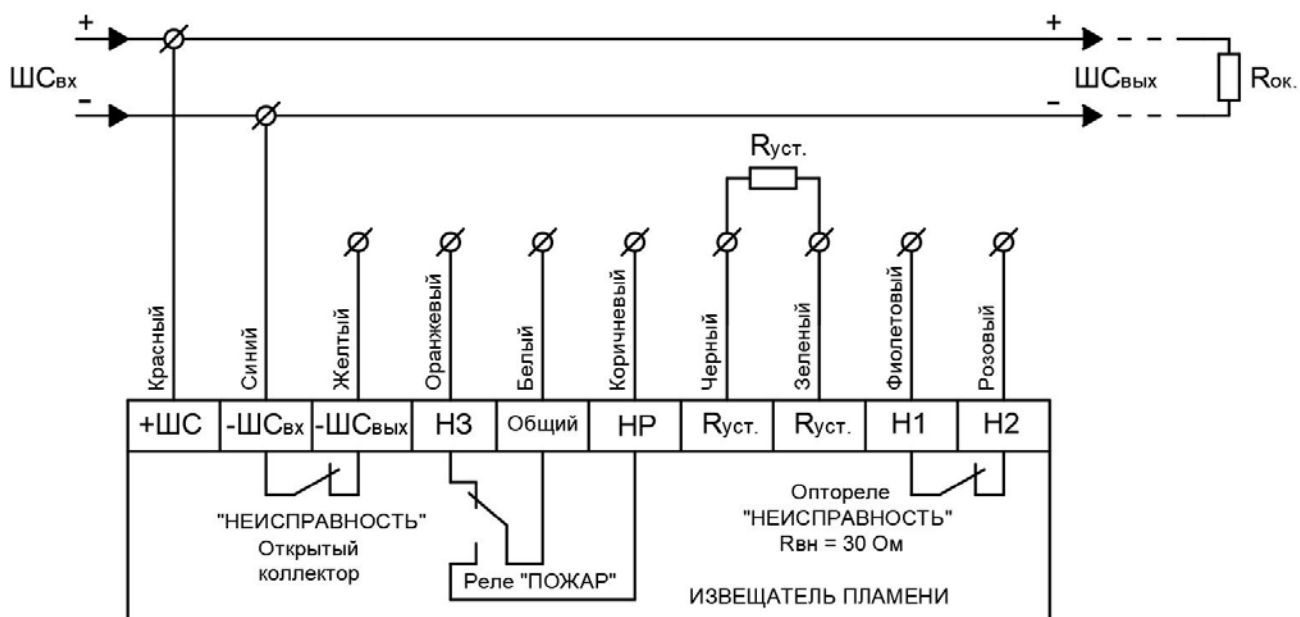 + +
ШСвх ШСвых Rок.
- -
Rуст.
Красный
Синий
Желтый
Оранжевый
Белый
Коричневый
Черный
Зеленый
Фиолетовый
Розовый
+ШС -ШСвх -ШСвых НЗ Общий НР Rуст. Rуст. Н1 Н2
"НЕИСПРАВНОСТЬ"
Открытый
коллектор
Реле "ПОЖАР"
Оптореле
"НЕИСПРАВНОСТЬ"
Rвн = 30 Ом
ИЗВЕЩАТЕЛЬ ПЛАМЕНИ